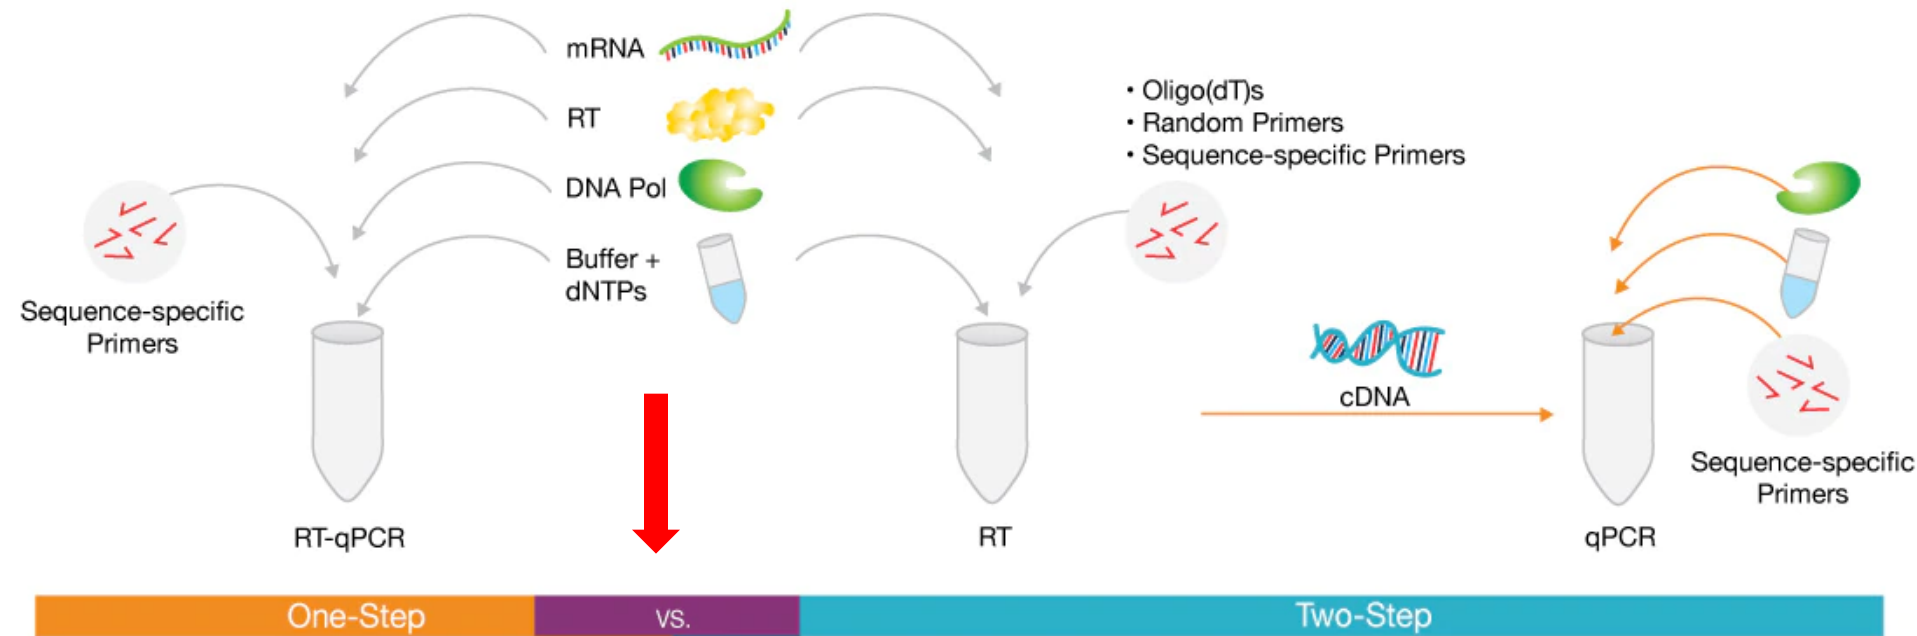 mRNA
RT
DNA Pol
Buffer +
dNTPs
Sequence-specific
Primers
RT-qPCR
• Oligo(dT)s
• Random Primers
• Sequence-specific Primers
RT
cDNA
Sequence-specific
Primers
qPCR
One-Step
vs.
Two-Step